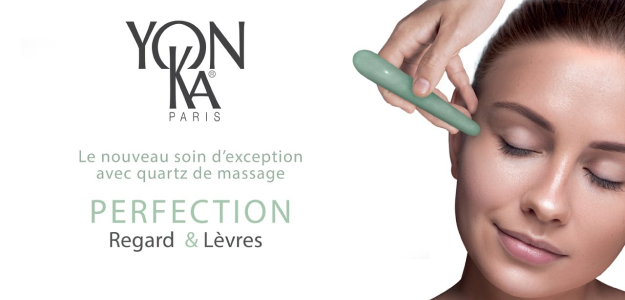 YON
KA®
PARIS
Le nouveau soin d’exception
avec quartz de massage
PERFECTION
Regard & Lèvres